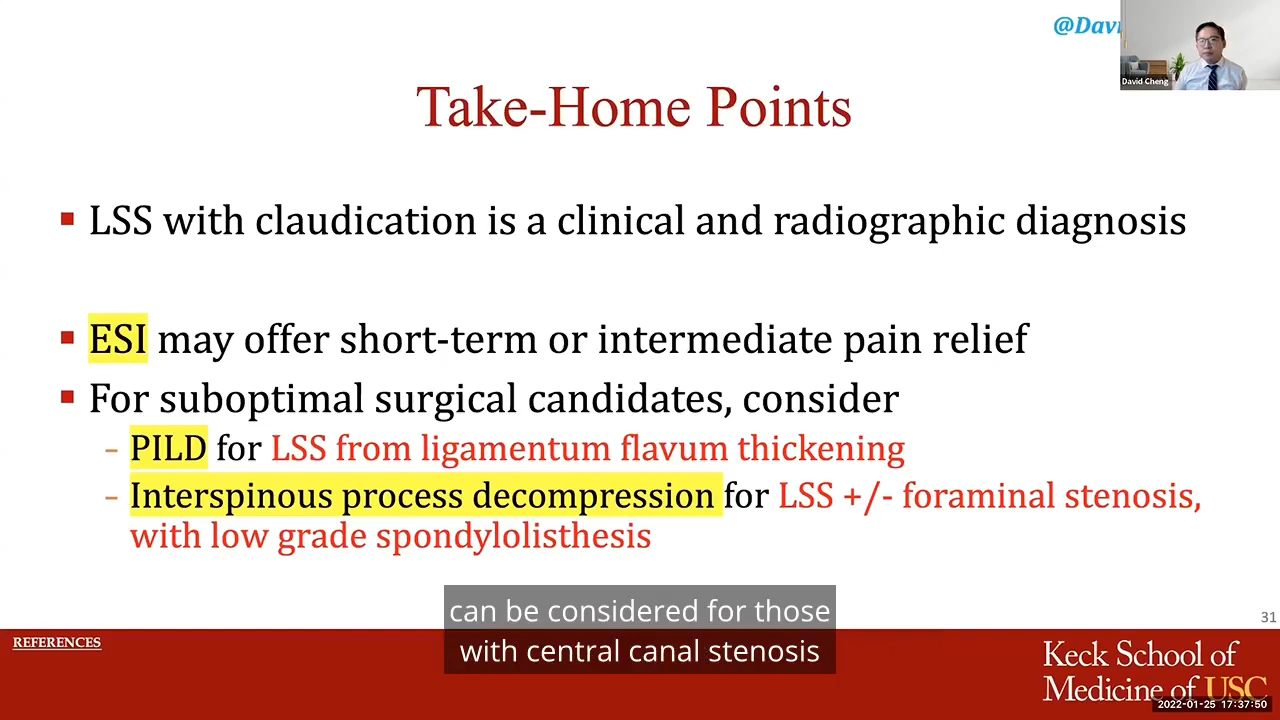 @Davi
David Cheng
Take-Home Points
LSS with claudication is a clinical and radiographic diagnosis
ESI may offer short-term or intermediate pain relief
For suboptimal surgical candidates, consider
– PILD for LSS from ligamentum flavum thickening
– Interspinous process decompression for LSS +/- foraminal stenosis,
with low grade spondylolisthesis
can be considered for those
with central canal stenosis
31
REFERENCES
Keck School of
Medicine of USC
2022-01-25 17:37:50